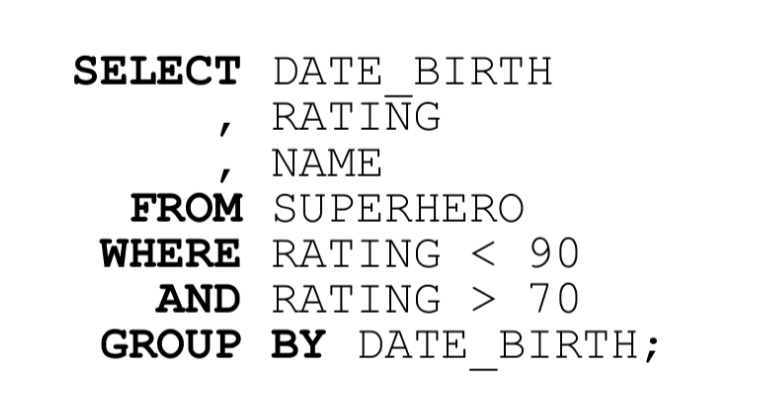 SELECT DATE_BIRTH
, RATING
, NAME
FROM SUPERHERO
WHERE RATING < 90
AND RATING > 70
GROUP BY DATE_BIRTH;